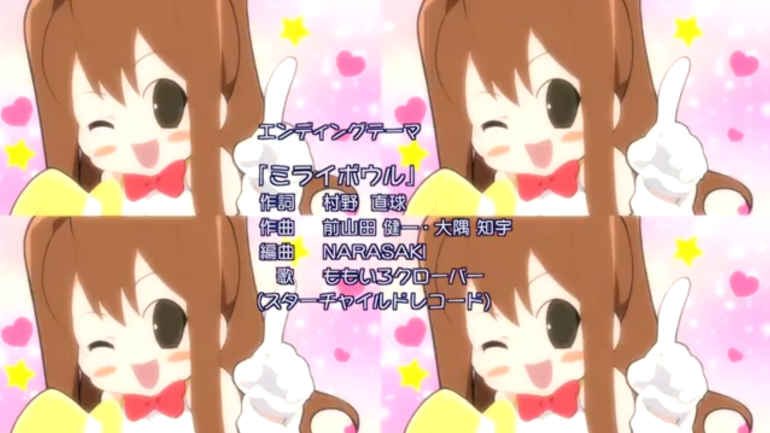 エンディングテーマ
「ミライボウル」
作詞 村野 直球
作曲 前山田 健一・大隅 知宇
編曲 NARASAKI
歌 ももいろクローバー
(スターチャイルドレコード)